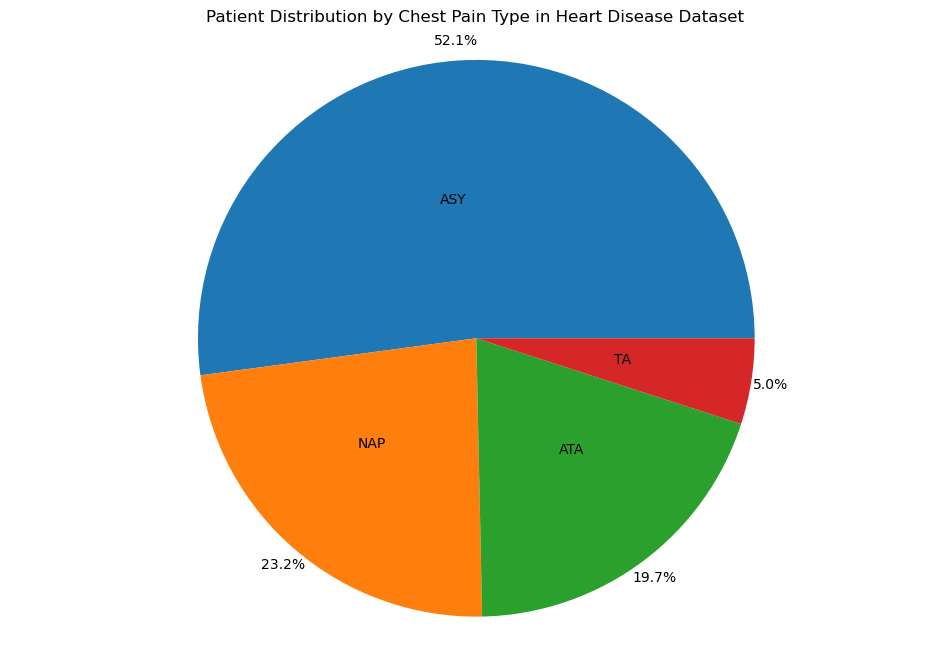 Patient Distribution by Chest Pain Type in Heart Disease Dataset
52.1%
ASY
TA
5.0%
NAP
ATA
23.2%
19.7%